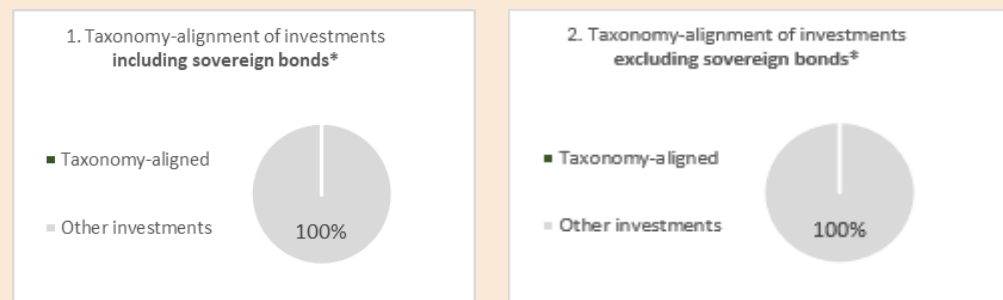 1. Taxonomy-alignment of investments
including sovereign bonds*
Taxonomy-aligned
Other investments
100%
2. Taxonomy-alignment of investments
excluding sovereign bonds*
Taxonomy-aligned
Other investments
100%